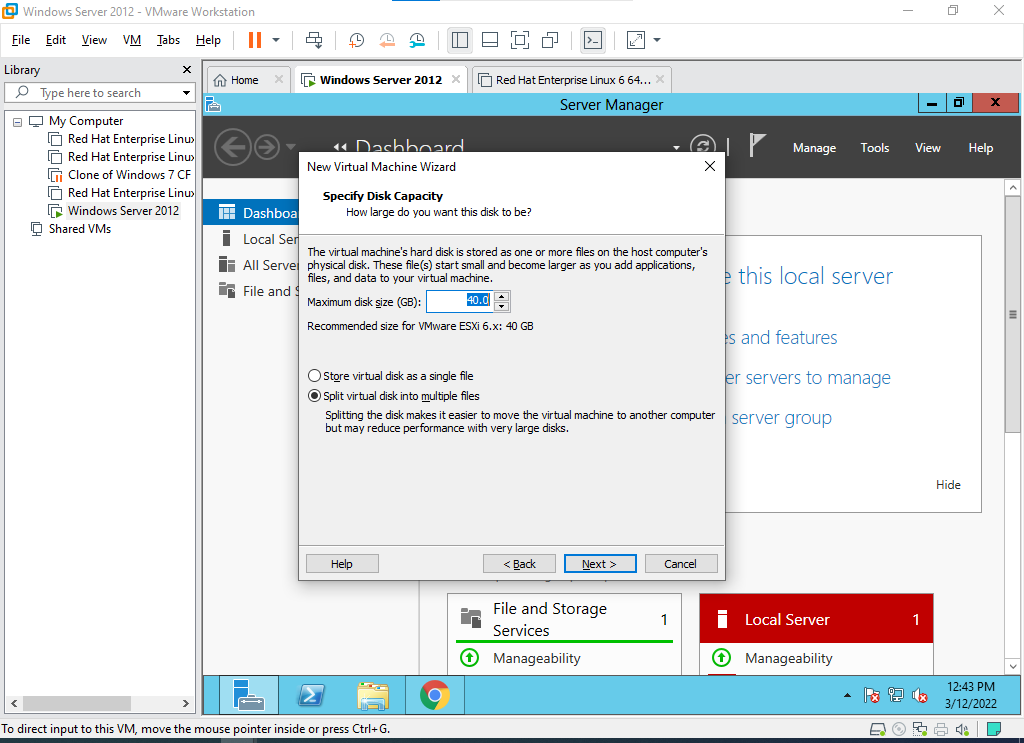 Windows Server 2012 - VMware Workstation
File Edit View VM Tabs Help
Library
Type here to search
My Computer
Red Hat Enterprise Linux
Red Hat Enterprise Linux
Clone of Windows 7 CF
Red Hat Enterprise Linux
Windows Server 2012
Shared VMs
Home
Windows Server 2012
Red Hat Enterprise Linux 6 64...
Server Manager
Dashboard
Manage Tools View Help
Dashboa
Local Ser
All Server
File and S
e this local server
es and features
er servers to manage
server group
Hide
New Virtual Machine Wizard
Specify Disk Capacity
How large do you want this disk to be?
The virtual machine's hard disk is stored as one or more files on the host computer's
physical disk. These file(s) start small and become larger as you add applications,
files, and data to your virtual machine.
Maximum disk size (GB): 40.0
Recommended size for VMware ESXi 6.x: 40 GB
Store virtual disk as a single file
Split virtual disk into multiple files
Splitting the disk makes it easier to move the virtual machine to another computer
but may reduce performance with very large disks.
Help < Back Next > Cancel
File and Storage
Services
1
Manageability
Local Server 1
Manageability
12:43 PM
3/12/2022
To direct input to this VM, move the mouse pointer inside or press Ctrl+G.